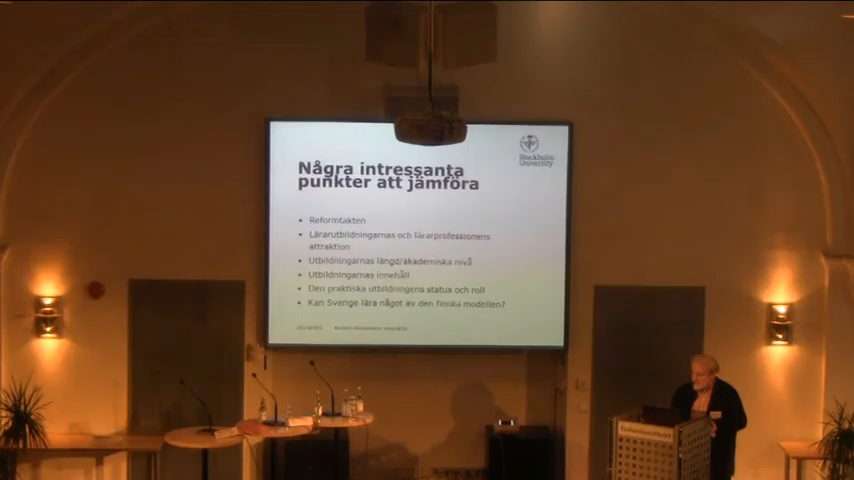 Några intressanta
punkter att jämföra
Stockholm
University
• Reformtakten
• Lärarutbildningarnas och lärarprofessionens
attraktion
• Utbildningarnas längd/akademiska nivå
• Utbildningarnas innehåll
• Den praktiska utbildningens status och roll
• Kan Sverige lära något av den finska modellen?